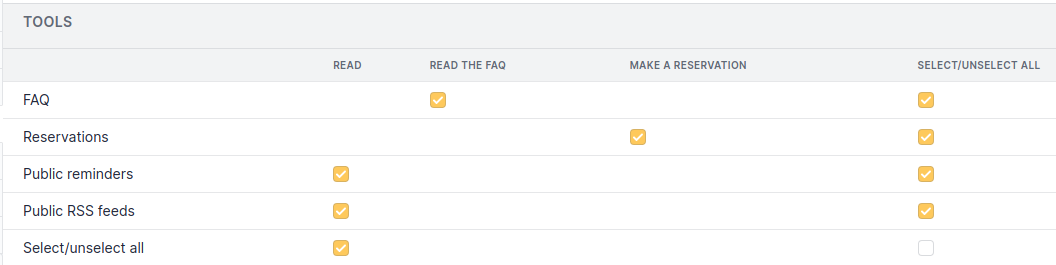 TOOLS
READ READ THE FAQ MAKE A RESERVATION SELECT/UNSELECT ALL
FAQ
Reservations
Public reminders
Public RSS feeds
Select/unselect all